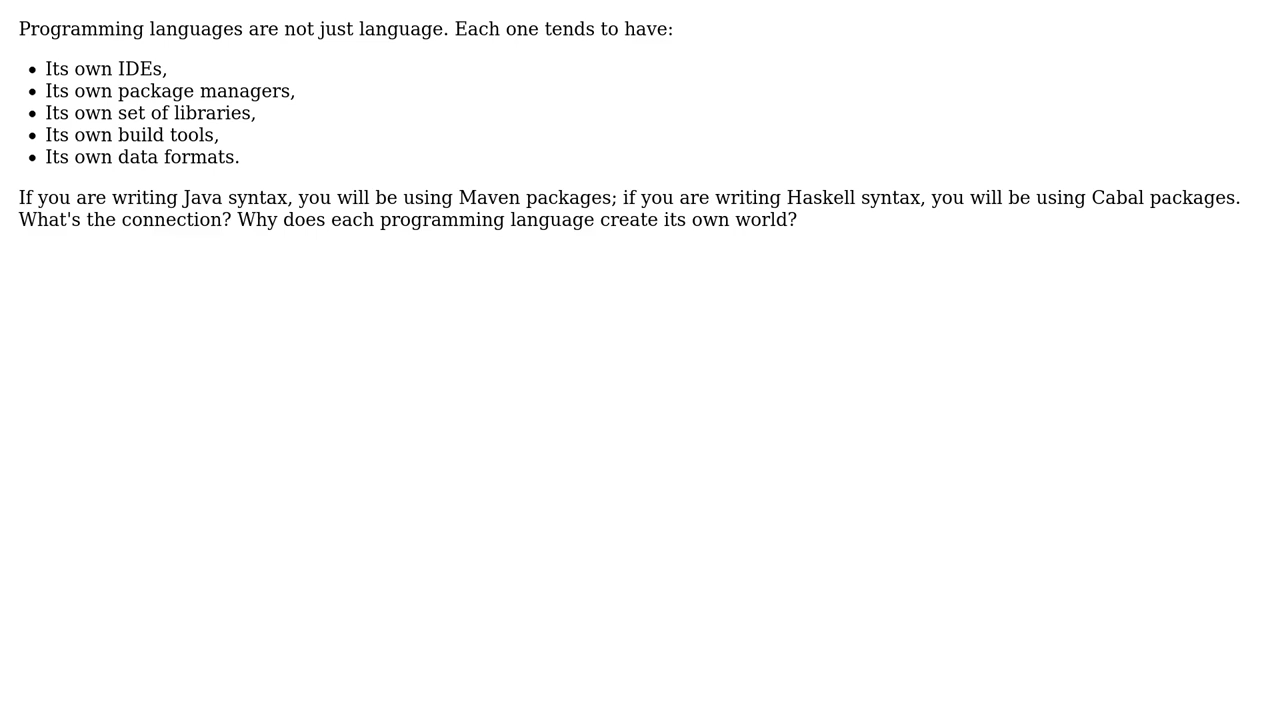 Programming languages are not just language. Each one tends to have:
• Its own IDEs,
• Its own package managers,
• Its own set of libraries,
• Its own build tools,
• Its own data formats.
If you are writing Java syntax, you will be using Maven packages; if you are writing Haskell syntax, you will be using Cabal packages.
What's the connection? Why does each programming language create its own world?